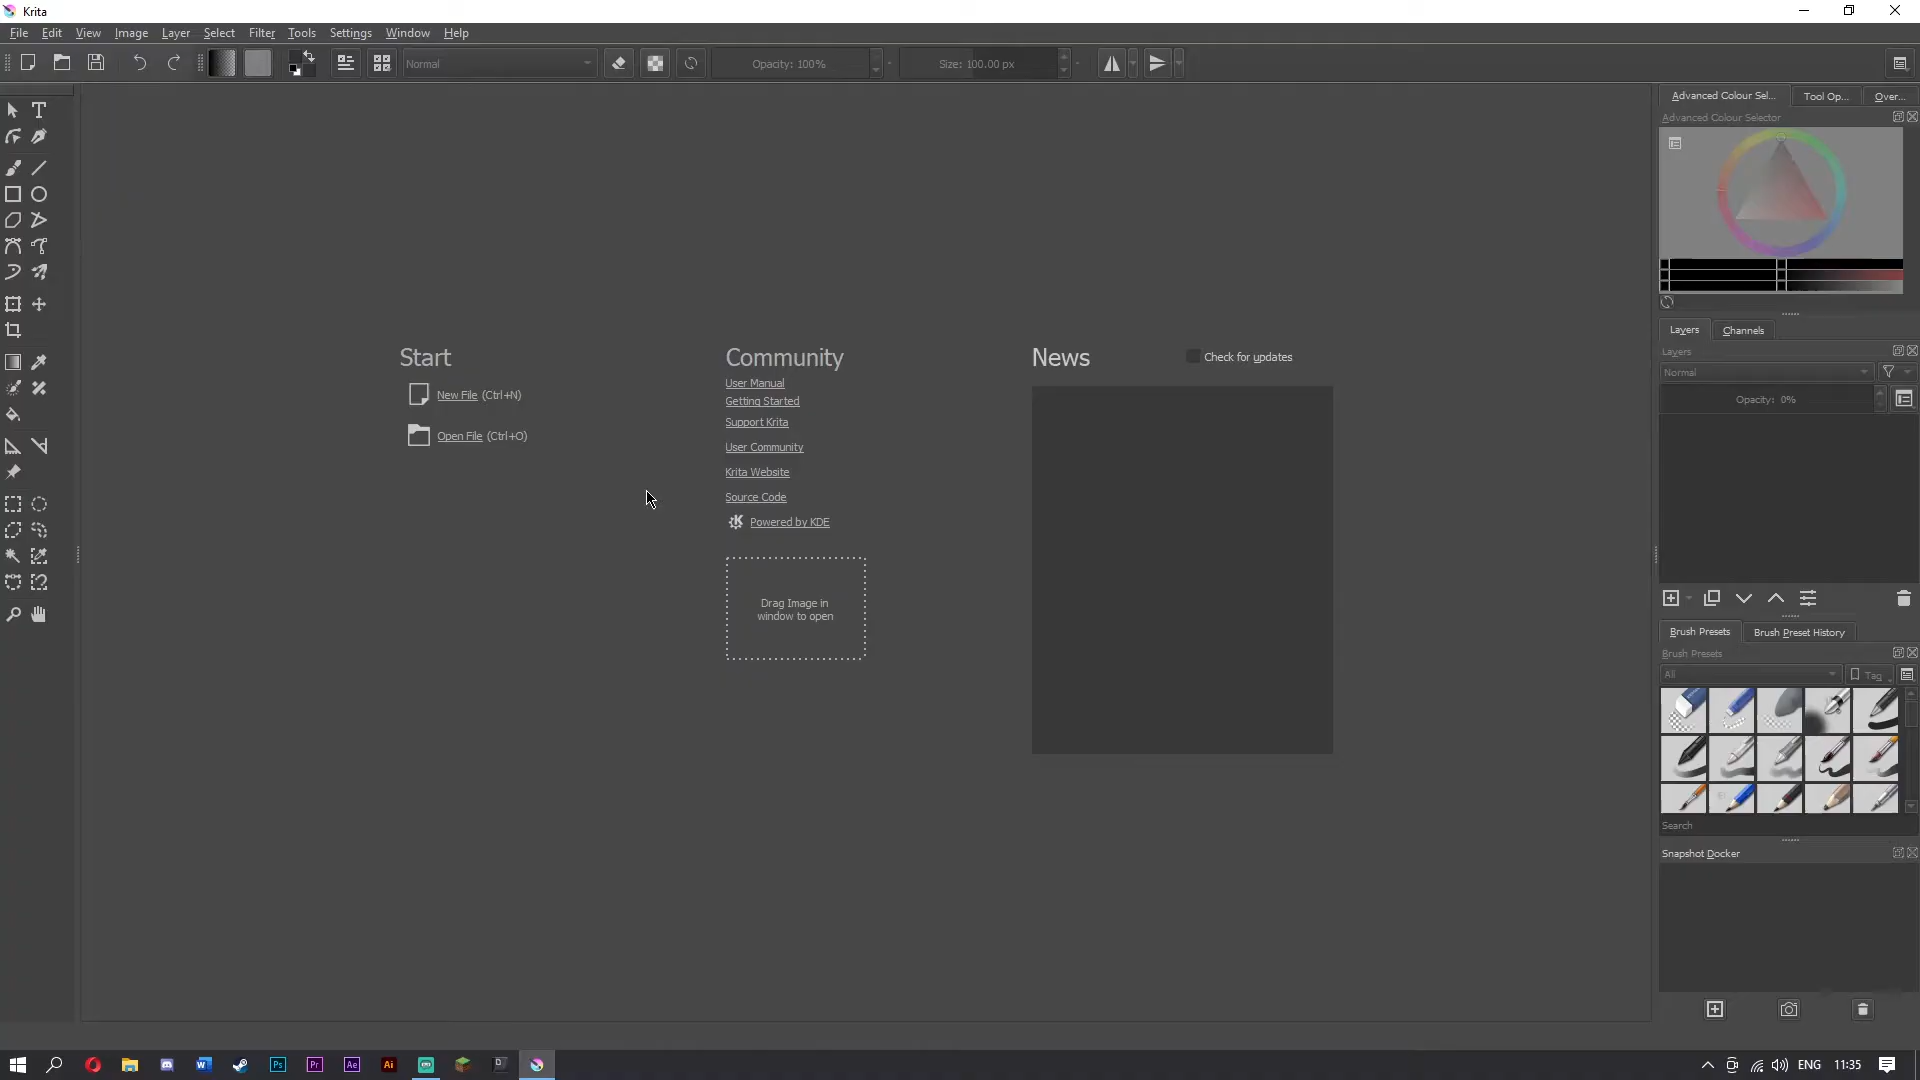 Krita
File Edit View Image Layer Select Filter Tools Settings Window Help
Normal
Opacity: 100%
Size: 100.00 px
Advanced Colour Sel... Tool Op... Over...
Advanced Colour Selector
Start
New File (Ctrl+N)
Open File (Ctrl+O)
Community
User Manual
Getting Started
Support Krita
User Community
Krita Website
Source Code
Powered by KDE
Drag Image in
window to open
News
Check for updates
Layers Channels
Layers
Normal
Opacity: 0%
Brush Presets Brush Preset History
Brush Presets
All
Tag
Search
Snapshot Docker
W Ps Pr Ae Ai
ENG 11:35